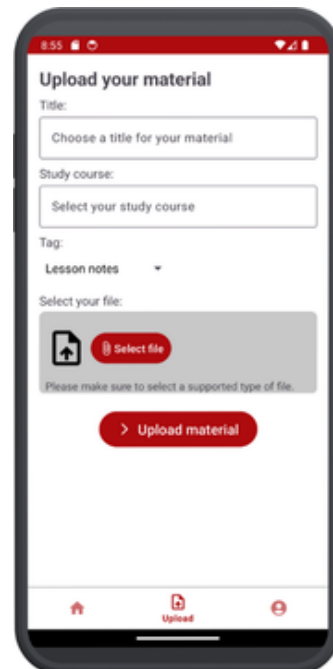 8:55
Upload your material
Title:
Choose a title for your material
Study course:
Select your study course
Tag:
Lesson notes
Select your file:
Select file
Please make sure to select a supported type of file.
Upload material
Upload